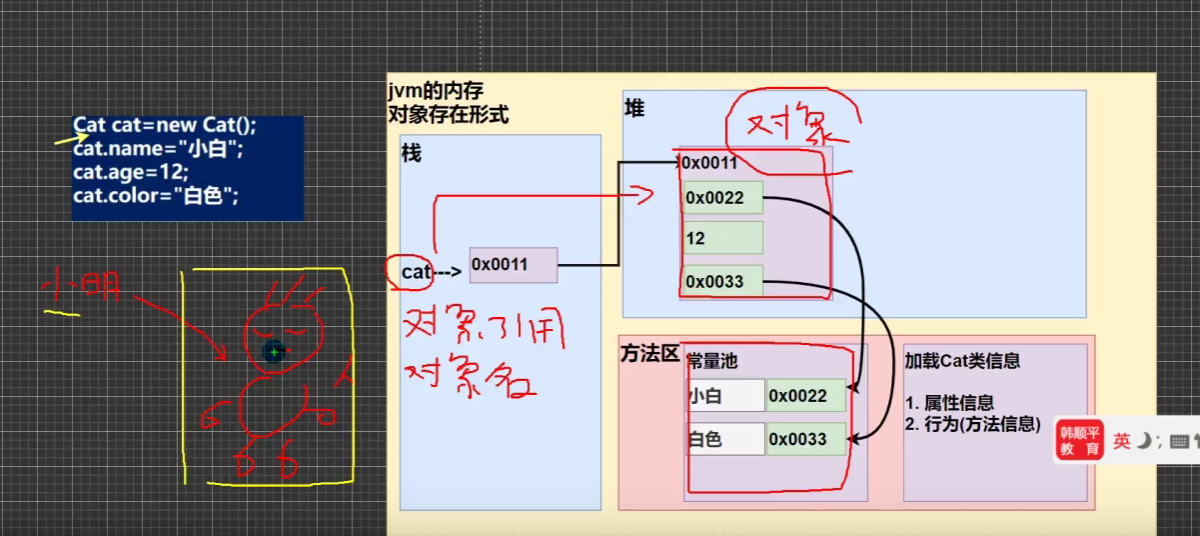 Cat cat=new Cat();
cat.name="小白";
cat.age=12;
cat.color="白色";
小明
jvm的内存
对象存在形式
栈
cat---> 0x0011
对象引用
对象名
堆
对象
0x0011
0x0022
12
0x0033
方法区
常量池
小白 0x0022
白色 0x0033
加载Cat类信息
1. 属性信息
2. 行为(方法信息)
韩顺平
教 育
英